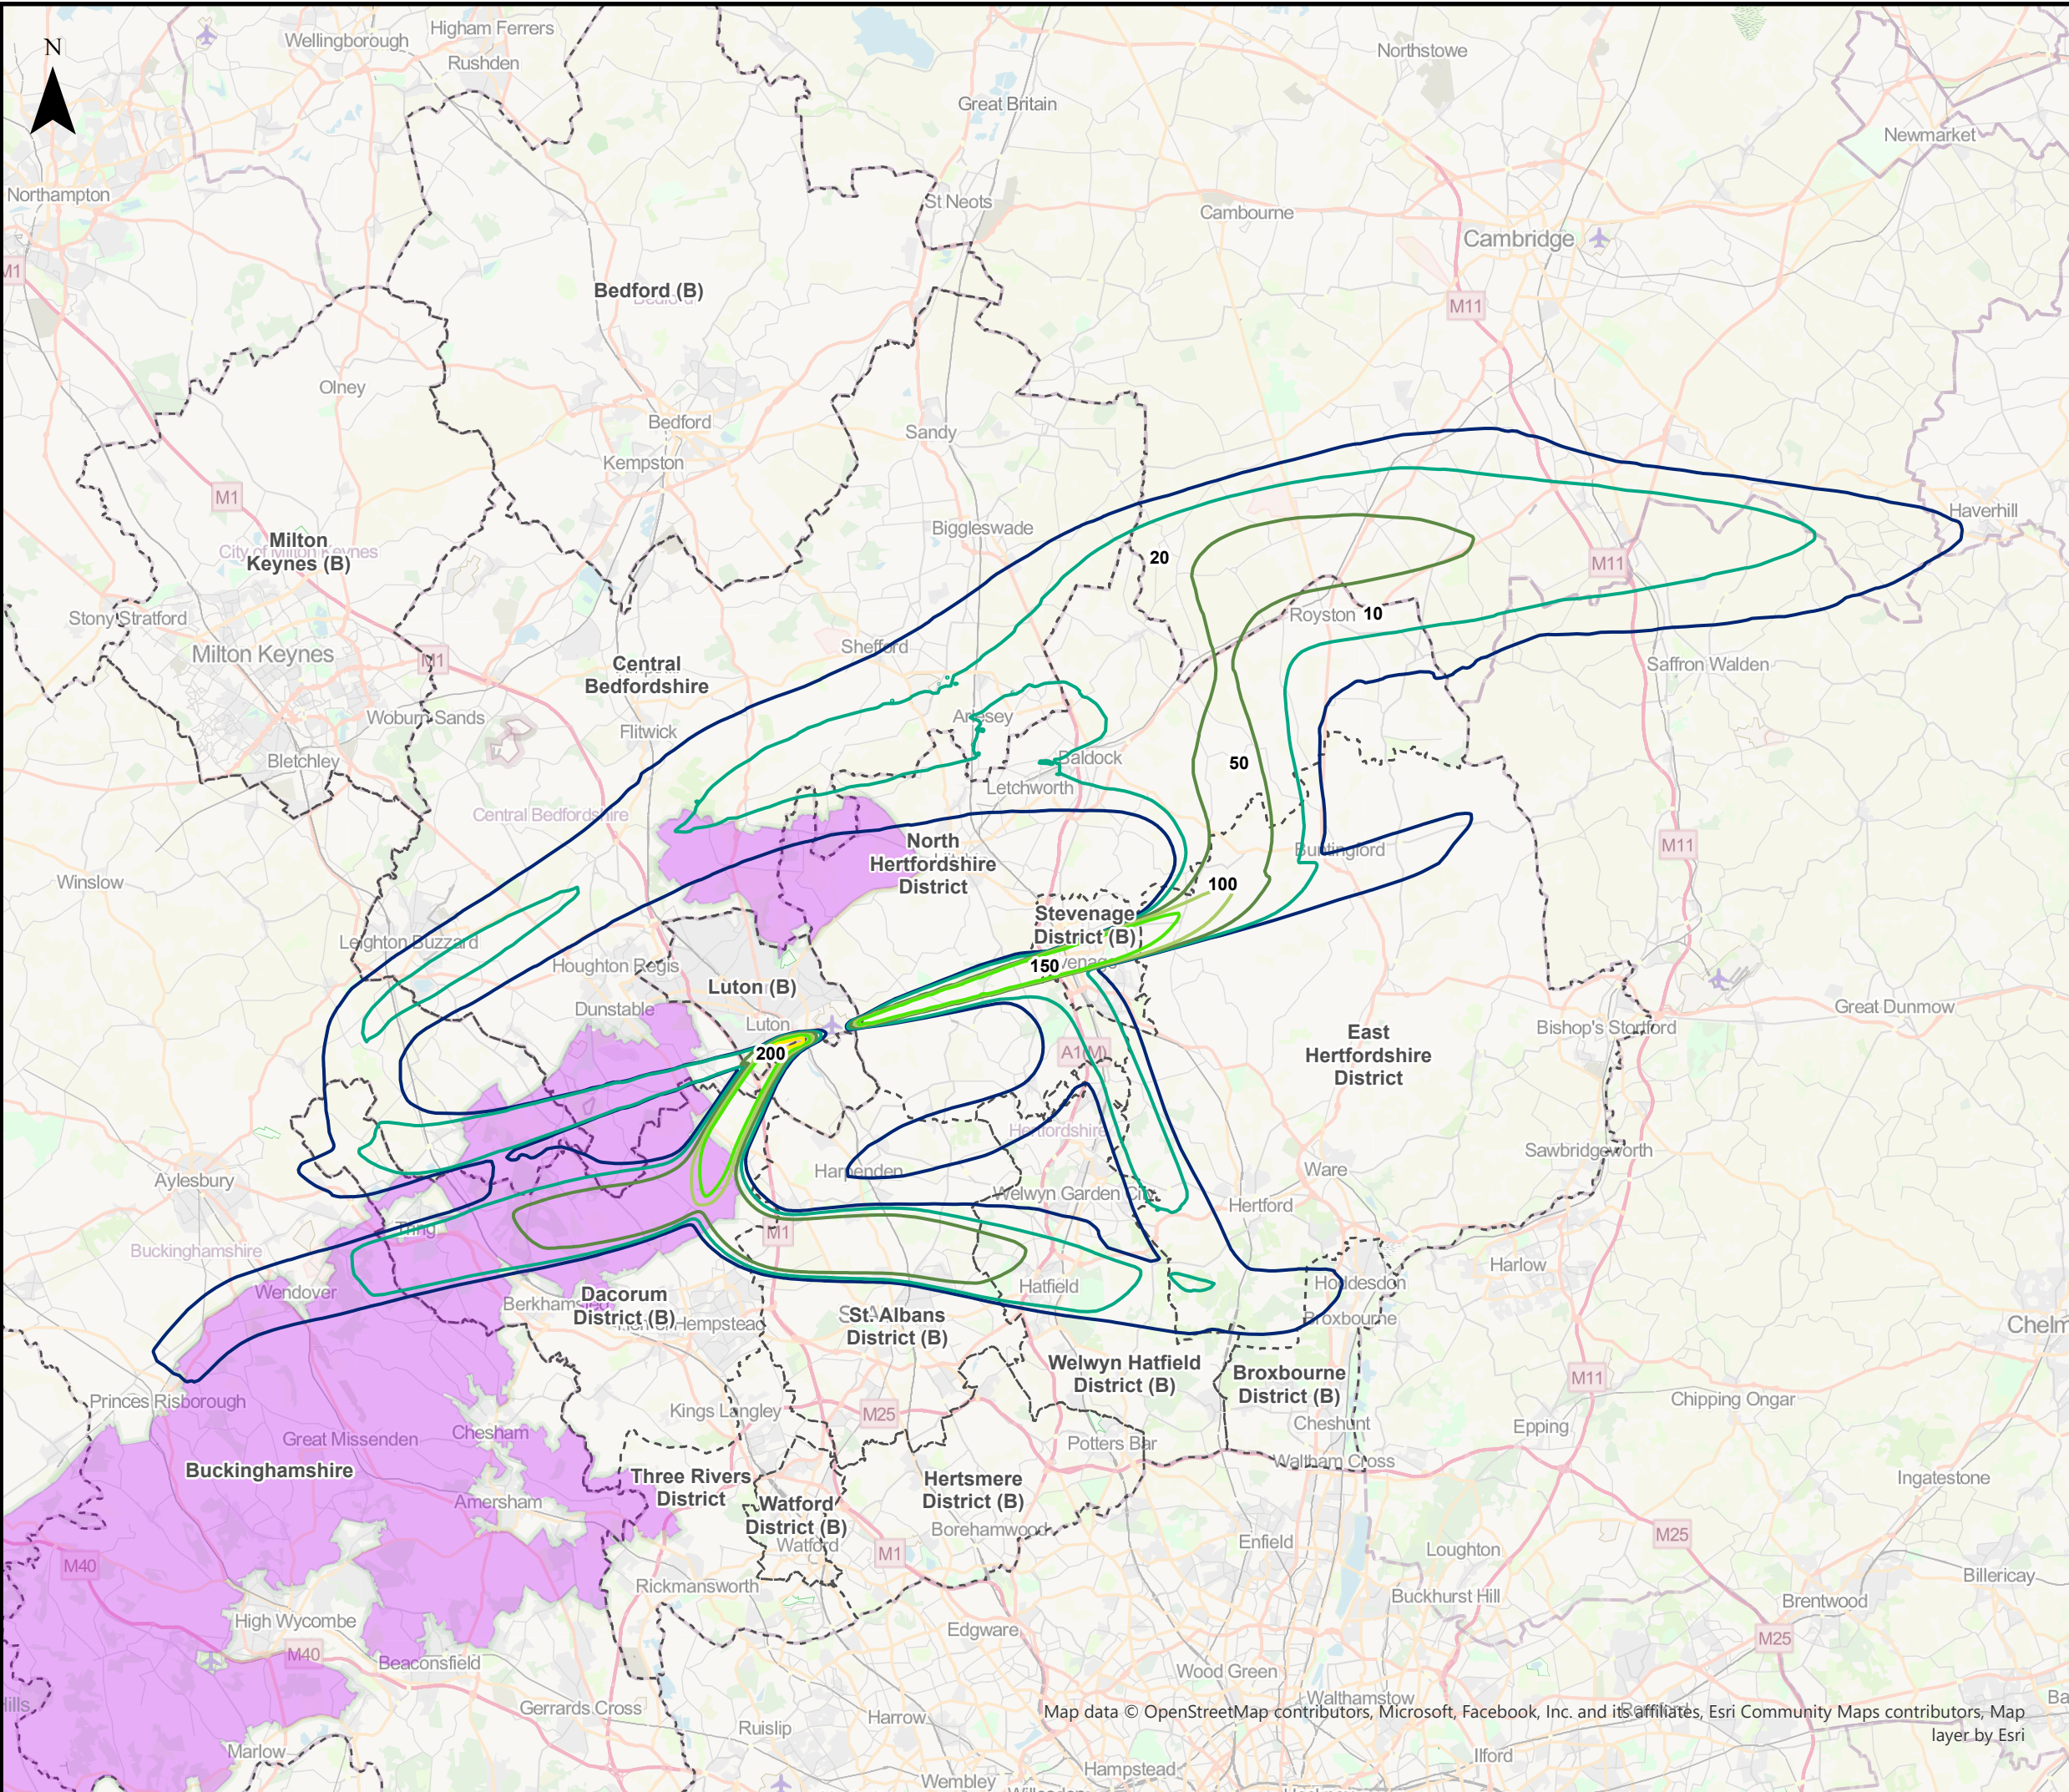 Higham Ferrers
Wellingborough
Rushden
N
Northstowe
Great Britain
Newmarket
Northampton
St Neots
Cambourne
Cambridge
M1
Bedford (B)
M11
Olney
Bedford
Sandy
Kempston
M1
Haverhill
Biggleswade
Milton
Keynes (B)
City of Milton Keynes
20
M11
Stony Stratford
Royston
10
Milton Keynes
Shefford
M1
Central
Bedfordshire
Saffron Walden
Woburn Sands
Arlesey
Flitwick
Bletchley
Baldock
50
Letchworth
Central Bedfordshire
North
Hertfordshire
District
M11
Buntingford
Winslow
100
Stevenage
District (B)
Leighton Buzzard
Houghton Regis
150
Luton (B)
Dunstable
Luton
Great Dunmow
Bishop's Stortford
200
A1(M)
East
Hertfordshire
District
Hertfordshire
Sawbridgeworth
Harpenden
Ware
Aylesbury
Welwyn Garden City
Hertford
Tring
M1
Buckinghamshire
Harlow
Wendover
Hatfield
Hoddesdon
Berkhamsted
Dacorum
District (B)
Hempstead
St. Albans
District (B)
Broxbourne
Chelm
Welwyn Hatfield
District (B)
Broxbourne
District (B)
M11
Princes Risborough
Kings Langley
M25
Chipping Ongar
Cheshunt
Epping
Chesham
Great Missenden
Potters Bar
Waltham Cross
Buckinghamshire
Three Rivers
District
Hertsmere
District (B)
Ingatestone
Amersham
Watford
District (B)
Watford
Borehamwood
M25
Enfield
Loughton
M1
M40
Rickmansworth
Buckhurst Hill
Billericay
Brentwood
High Wycombe
Edgware
M25
M40
Beaconsfield
Wood Green
Hills
Walthamstow
Gerrards Cross
Harrow
Ruislip
Map data © OpenStreetMap contributors, Microsoft, Facebook, Inc. and its affiliates, Esri Community Maps contributors, Map
layer by Esri
Marlow
Ilford
Hampstead
Wembley